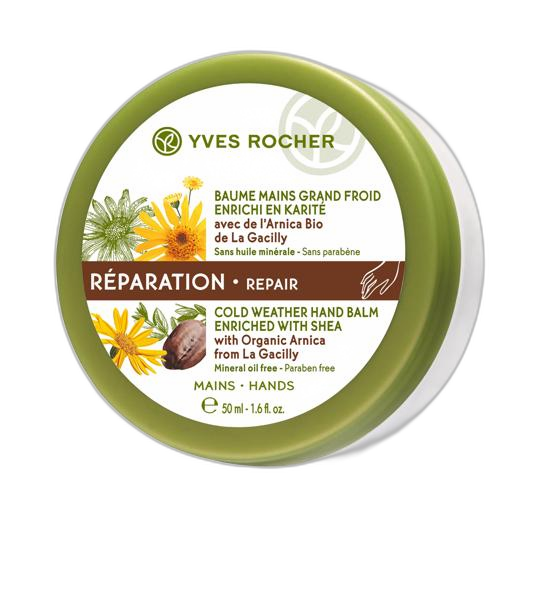 YVES ROCHER
BAUME MAINS GRAND FROID
ENRICHI EN KARITÉ
avec de l'Arnica Bio
de La Gacilly
Sans huile minérale - Sans parabène
RÉPARATION • REPAIR
COLD WEATHER HAND BALM
ENRICHED WITH SHEA
with Organic Arnica
from La Gacilly
Mineral oil free - Paraben free
MAINS • HANDS
℮ 50 ml - 1.6 fl. oz.